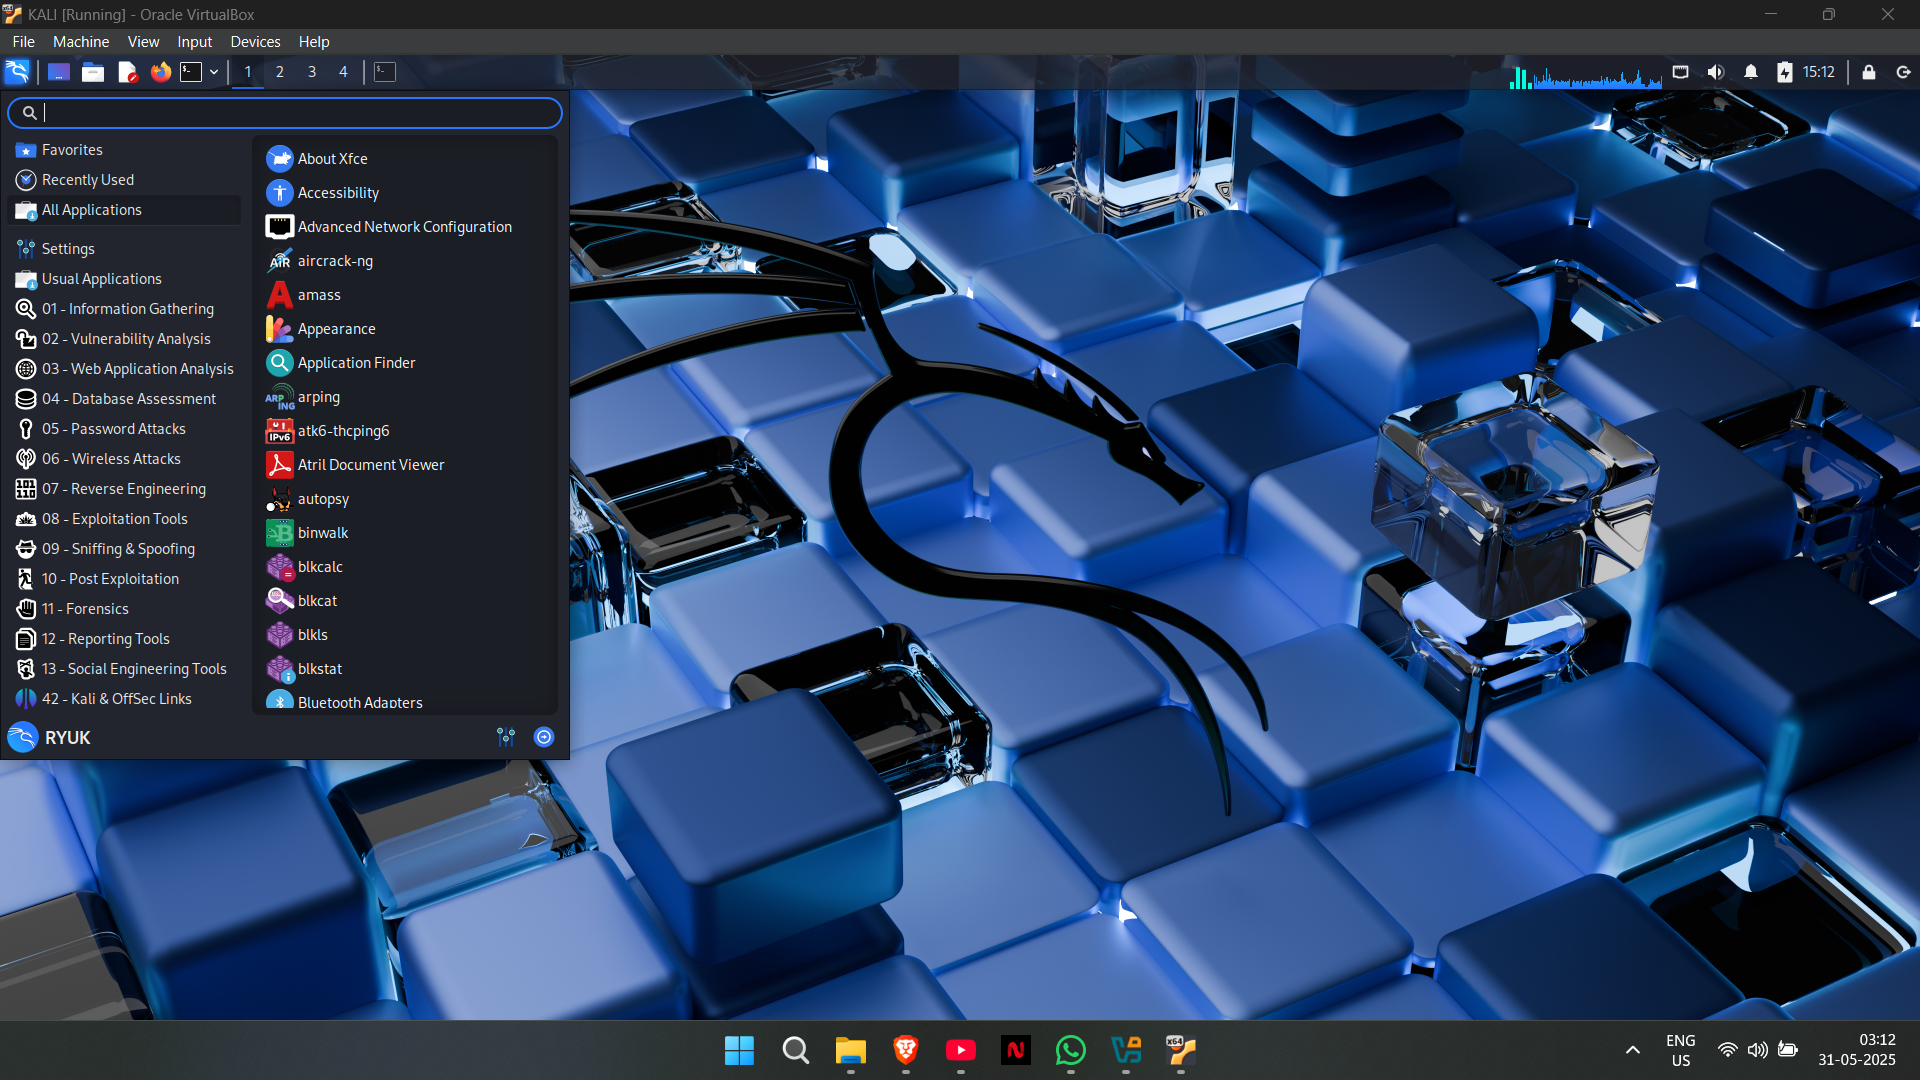 KALI [Running] - Oracle VirtualBox
File Machine View Input Devices Help
1 2 3 4
15:12
Favorites
Recently Used
All Applications
Settings
Usual Applications
01 - Information Gathering
02 - Vulnerability Analysis
03 - Web Application Analysis
04 - Database Assessment
05 - Password Attacks
06 - Wireless Attacks
07 - Reverse Engineering
08 - Exploitation Tools
09 - Sniffing & Spoofing
10 - Post Exploitation
11 - Forensics
12 - Reporting Tools
13 - Social Engineering Tools
42 - Kali & OffSec Links
About Xfce
Accessibility
Advanced Network Configuration
aircrack-ng
amass
Appearance
Application Finder
arping
atk6-thcping6
Atril Document Viewer
autopsy
binwalk
blkcalc
blkcat
blkls
blkstat
Bluetooth Adapters
RYUK
ENG
US
03:12
31-05-2025